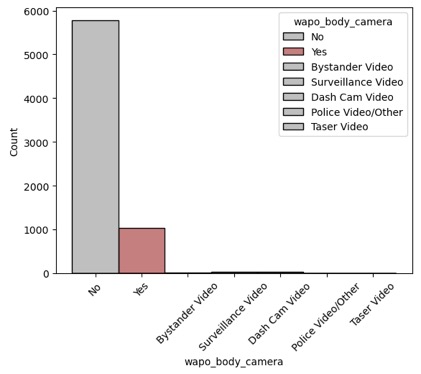 wapo_body_camera
No
Yes
Bystander Video
Surveillance Video
Dash Cam Video
Police Video/Other
Taser Video
6000
5000
4000
3000
2000
1000
0
Count
No
Yes
Bystander Video
Surveillance Video
Dash Cam Video
Police Video/Other
Taser Video
wapo_body_camera